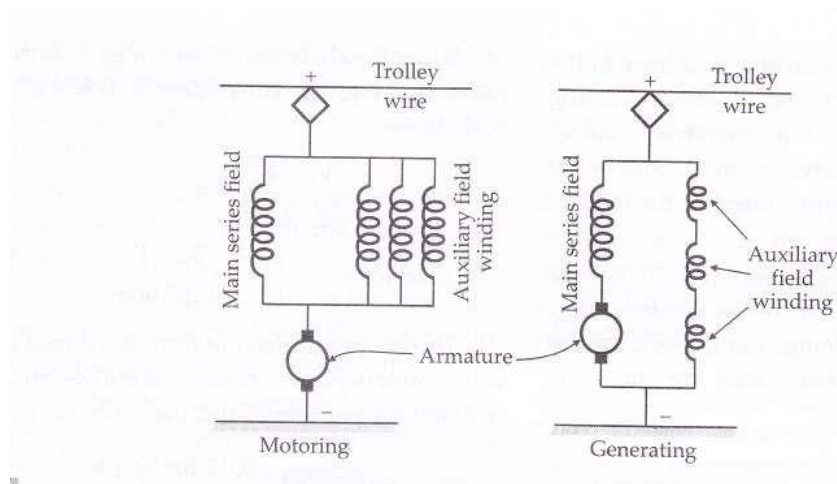 +
Trolley
wire
Main series field
Auxiliary field
winding
Armature
−
Motoring
+
Trolley
wire
Main series field
Auxiliary
field
winding
−
Generating